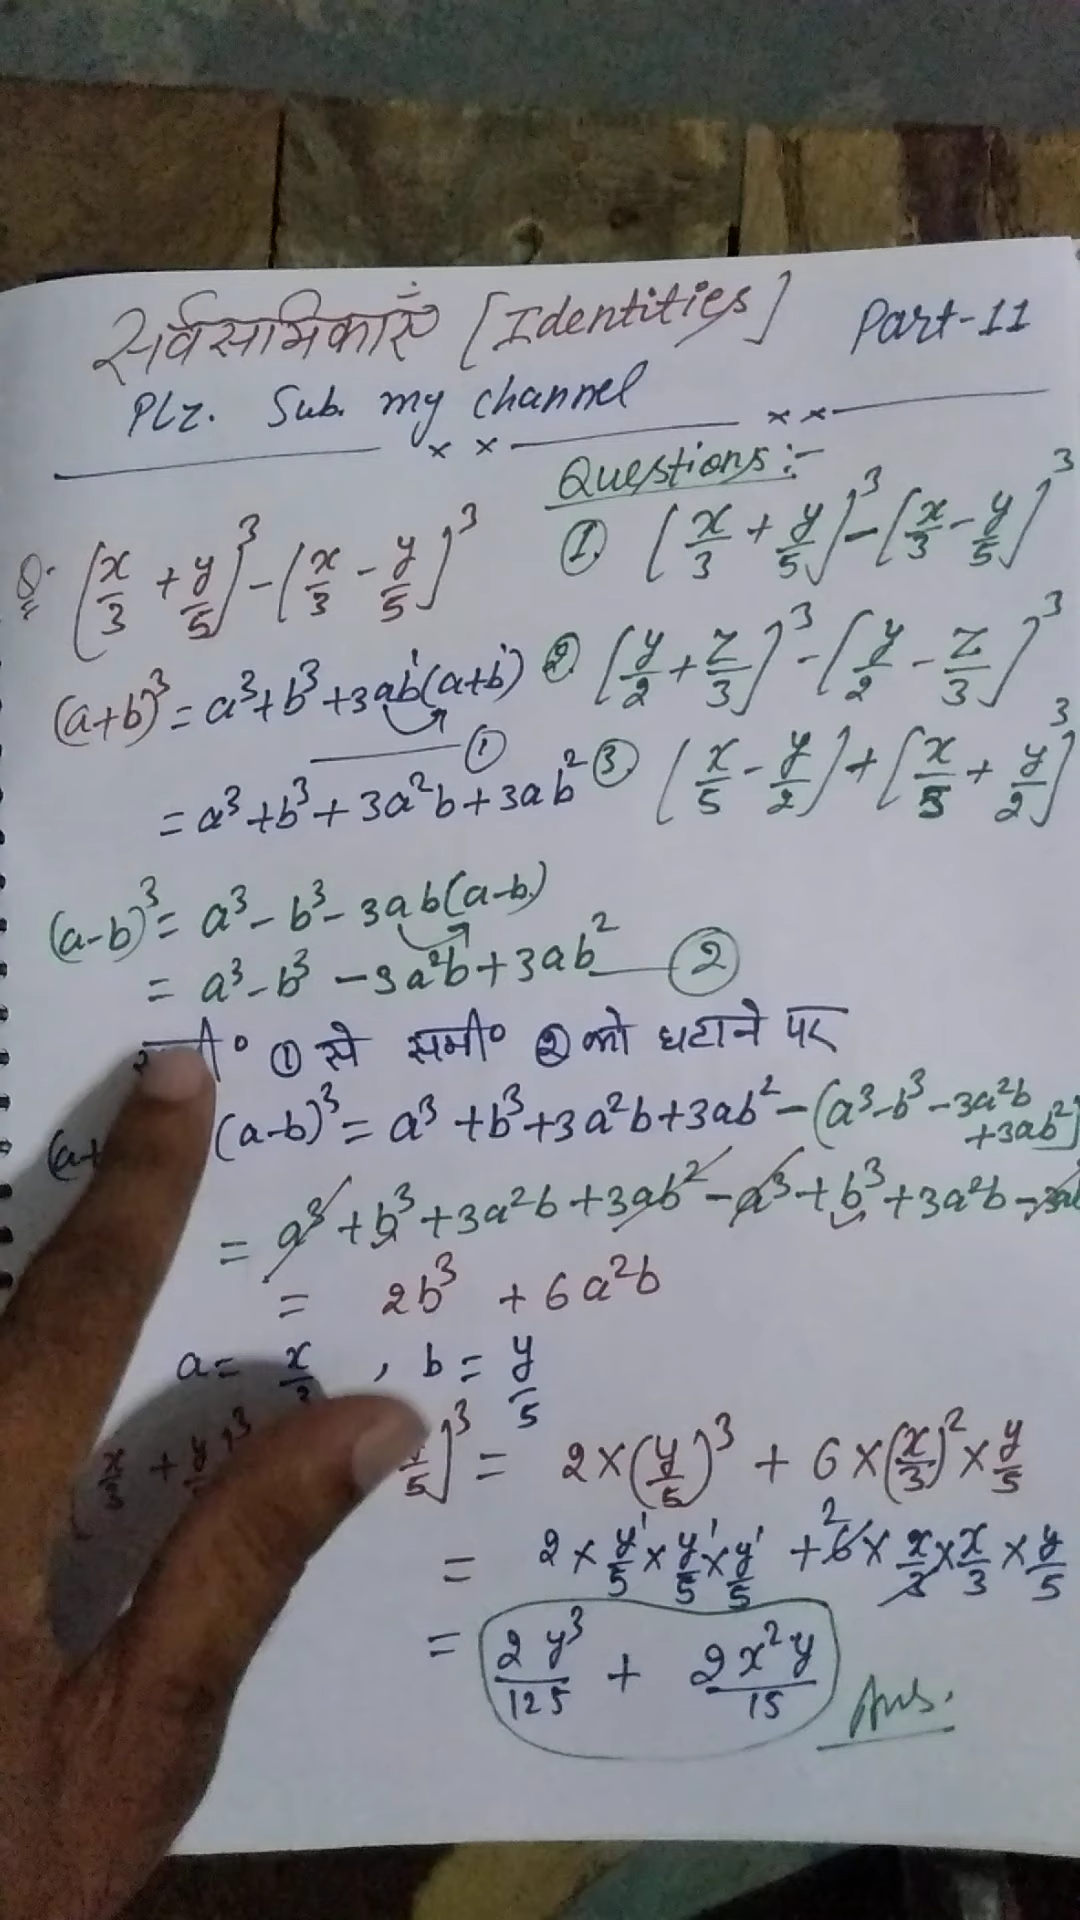 सर्वसमिकाएँ [Identities] Part-11
Plz. Sub. my channel
Questions :-
Q. [x/3 + y/5]^3 - [x/3 - y/5]^3
① [x/3 + y/5]^3 - [x/3 - y/5]^3
② [y/2 + z/3]^3 - [y/2 - z/3]^3
③ [x/5 - y/2] + [x/5 + y/2]^3
(a+b)^3 = a^3+b^3+3ab(a+b)
——— ①
= a^3+b^3+3a^2b+3ab^2
(a-b)^3 = a^3-b^3-3ab(a-b)
= a^3-b^3-3a^2b+3ab^2 — ②
① से समी० ② को घटाने पर
(a-b)^3 = a^3+b^3+3a^2b+3ab^2-(a^3-b^3-3a^2b
+3ab^2)
= a^3+b^3+3a^2b+3ab^2-a^3+b^3+3a^2b-3ab
= 2b^3 + 6a^2b
a = x/3 , b = y/5
x/3 + y 3 y/5]^3 = 2×(y/5)^3 + 6×(x/3)^2×y/5
= 2×y/5×y/5×y/5 + 6×x/3×x/3×y/5
= 2y^3/125 + 2x^2y/15 Ans.